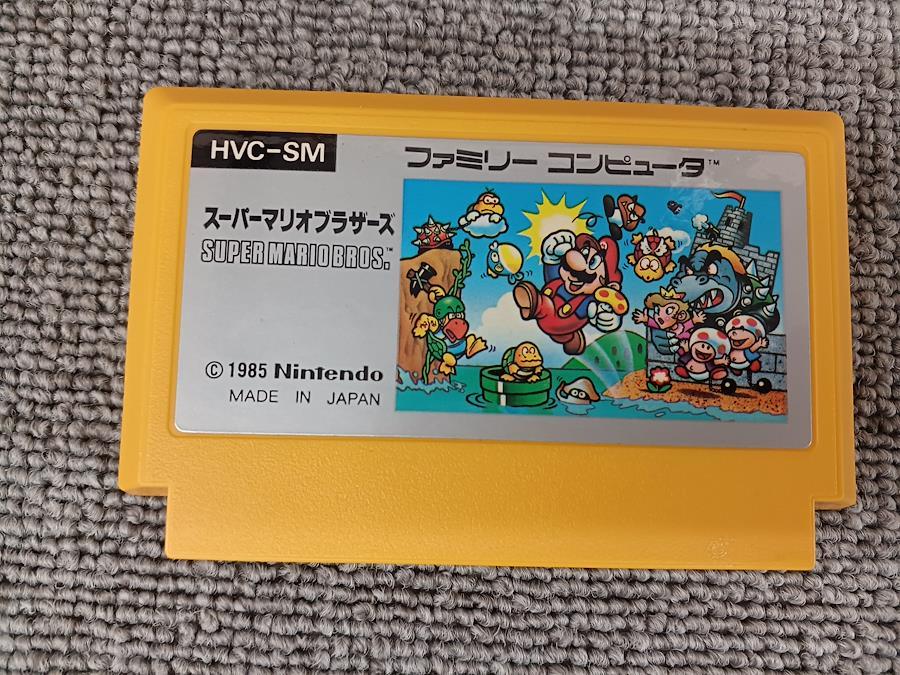 HVC-SM
ファミリー コンピュータ™
スーパーマリオブラザーズ
SUPER MARIO BROS.™
© 1985 Nintendo
MADE IN JAPAN